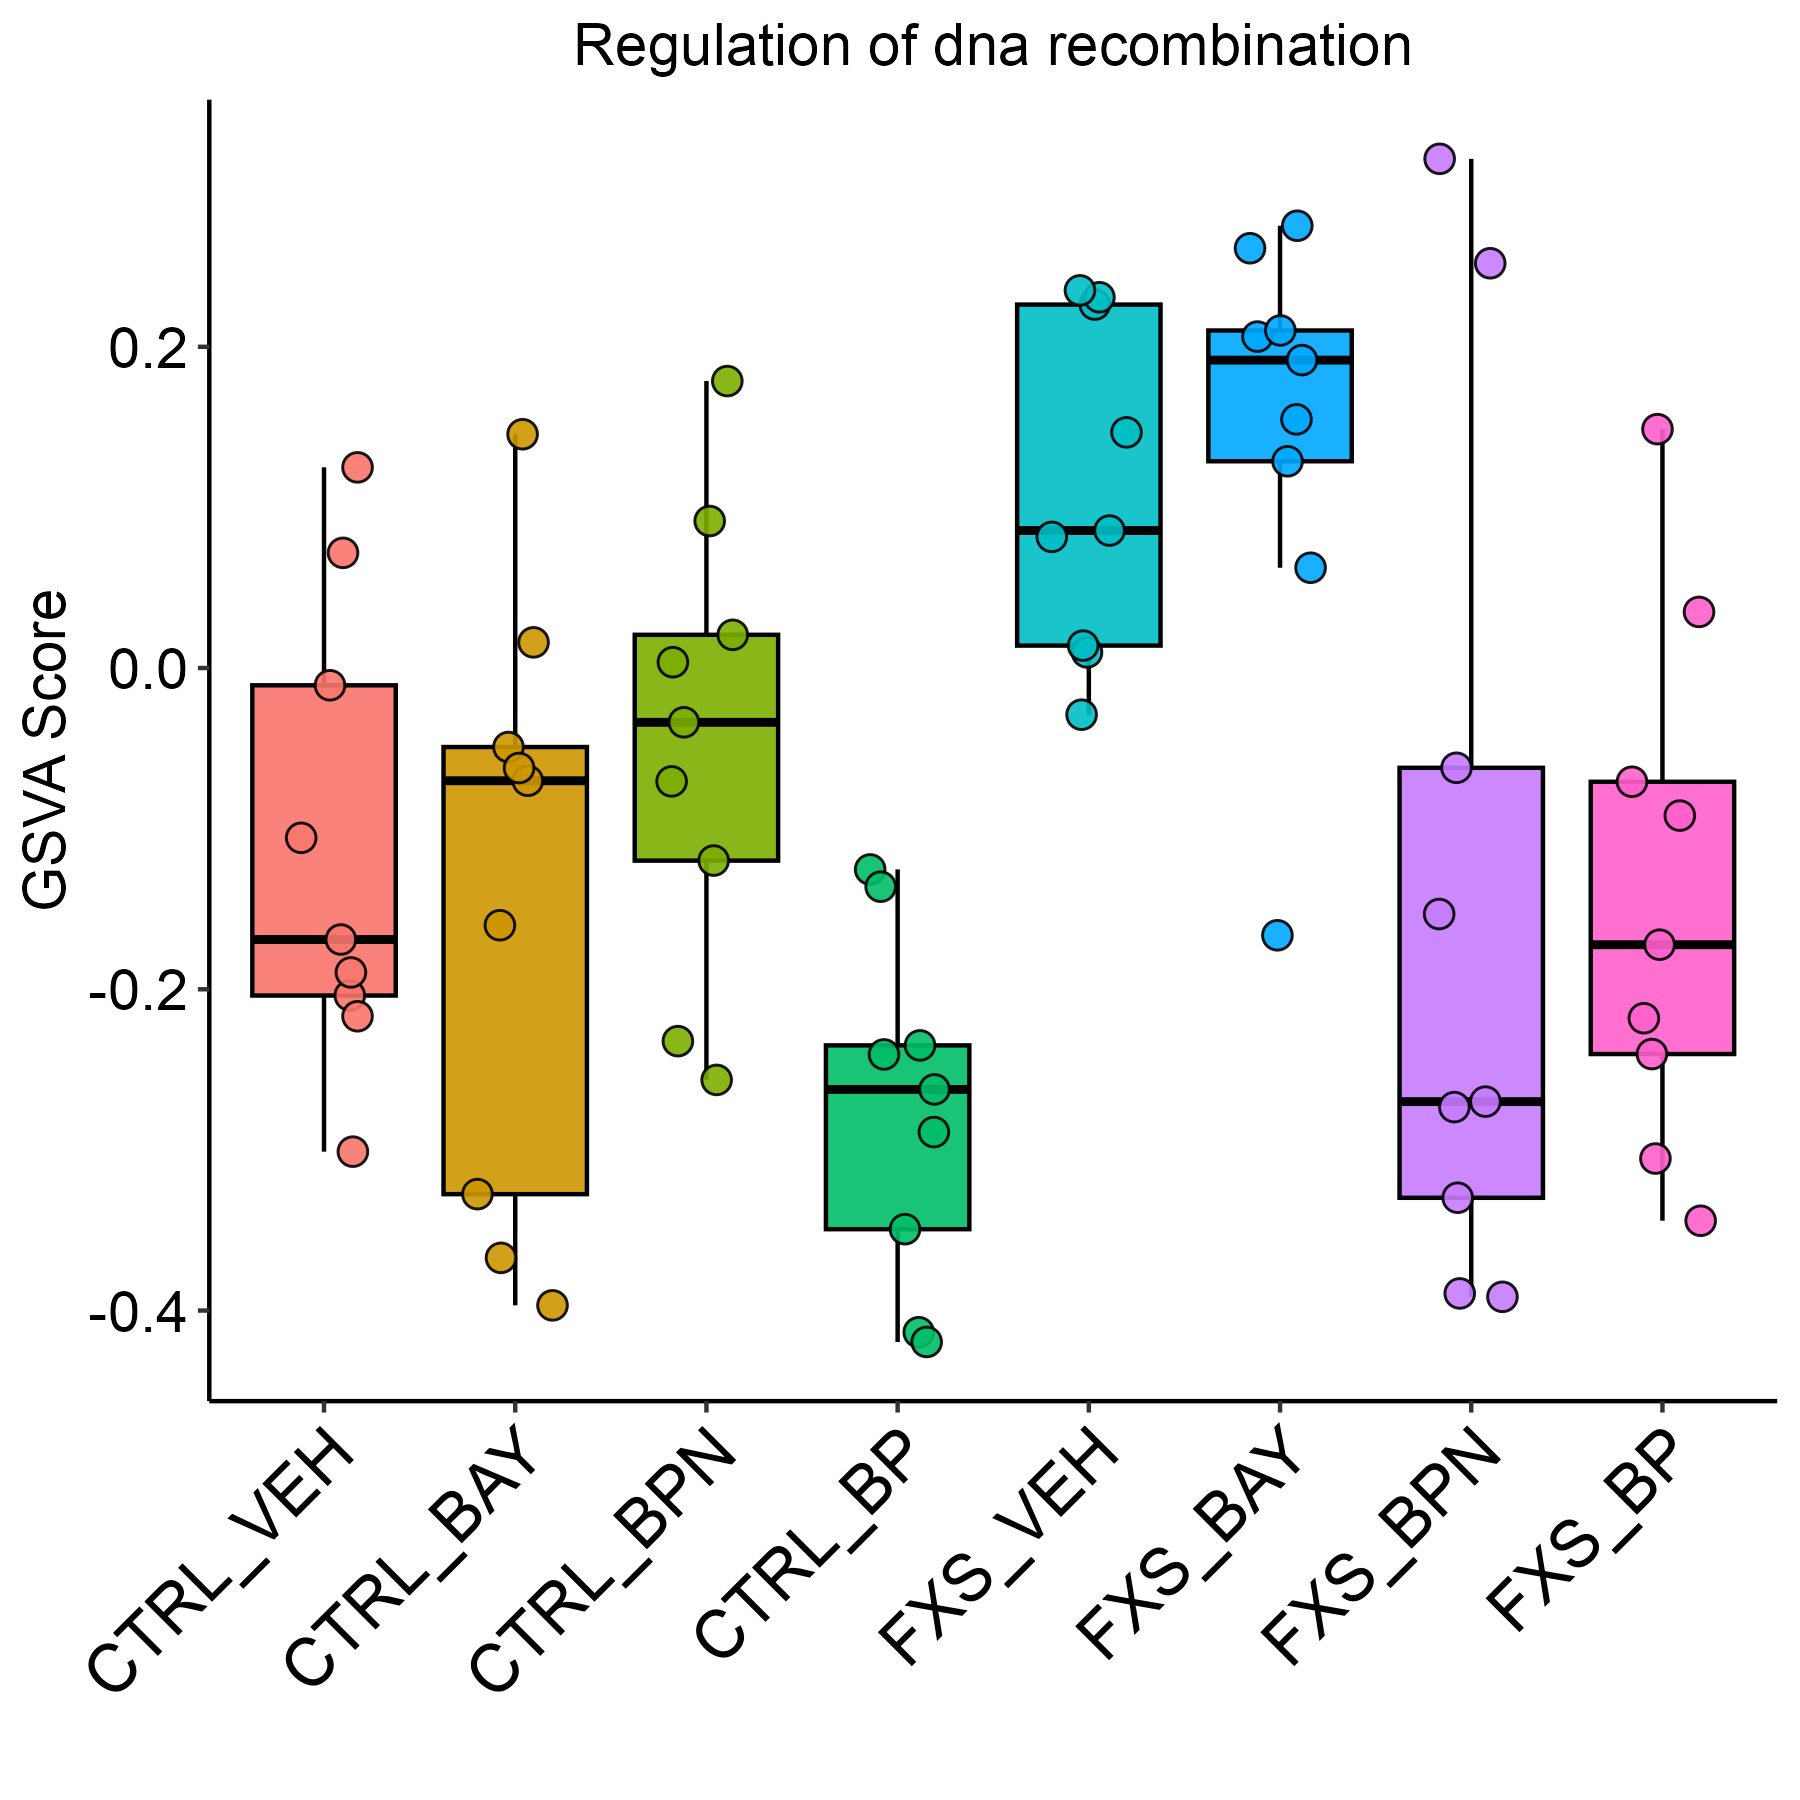 Regulation of dna recombination
GSVA Score
0.2
0.0
-0.2
-0.4
CTRL_VEH
CTRL_BAY
CTRL_BPN
CTRL_BP
FXS_VEH
FXS_BAY
FXS_BPN
FXS_BP